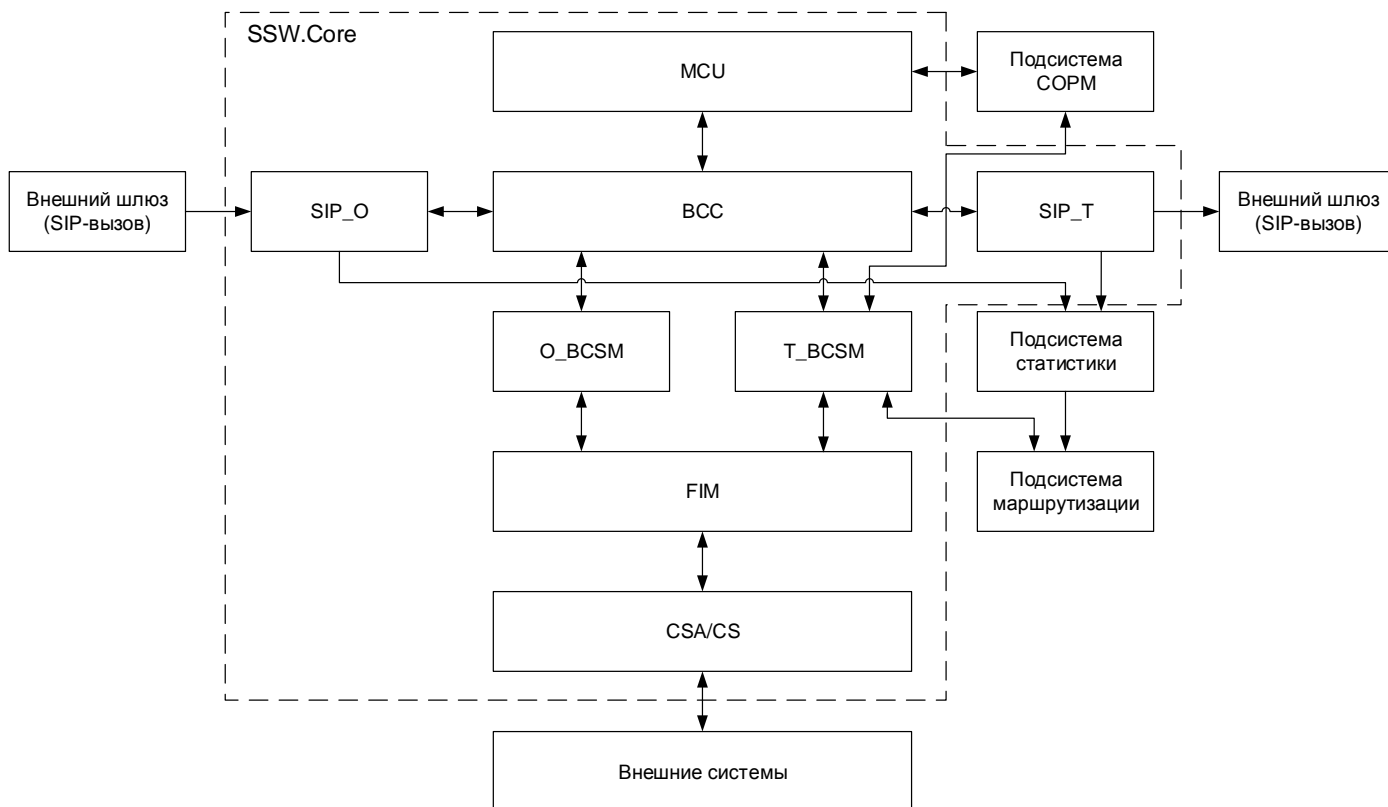 SSW.Core
MCU
Подсистема
СОРМ
Внешний шлюз
(SIP-вызов)
SIP_O
BCC
SIP_T
Внешний шлюз
(SIP-вызов)
O_BCSM
T_BCSM
Подсистема
статистики
FIM
Подсистема
маршрутизации
CSA/CS
Внешние системы